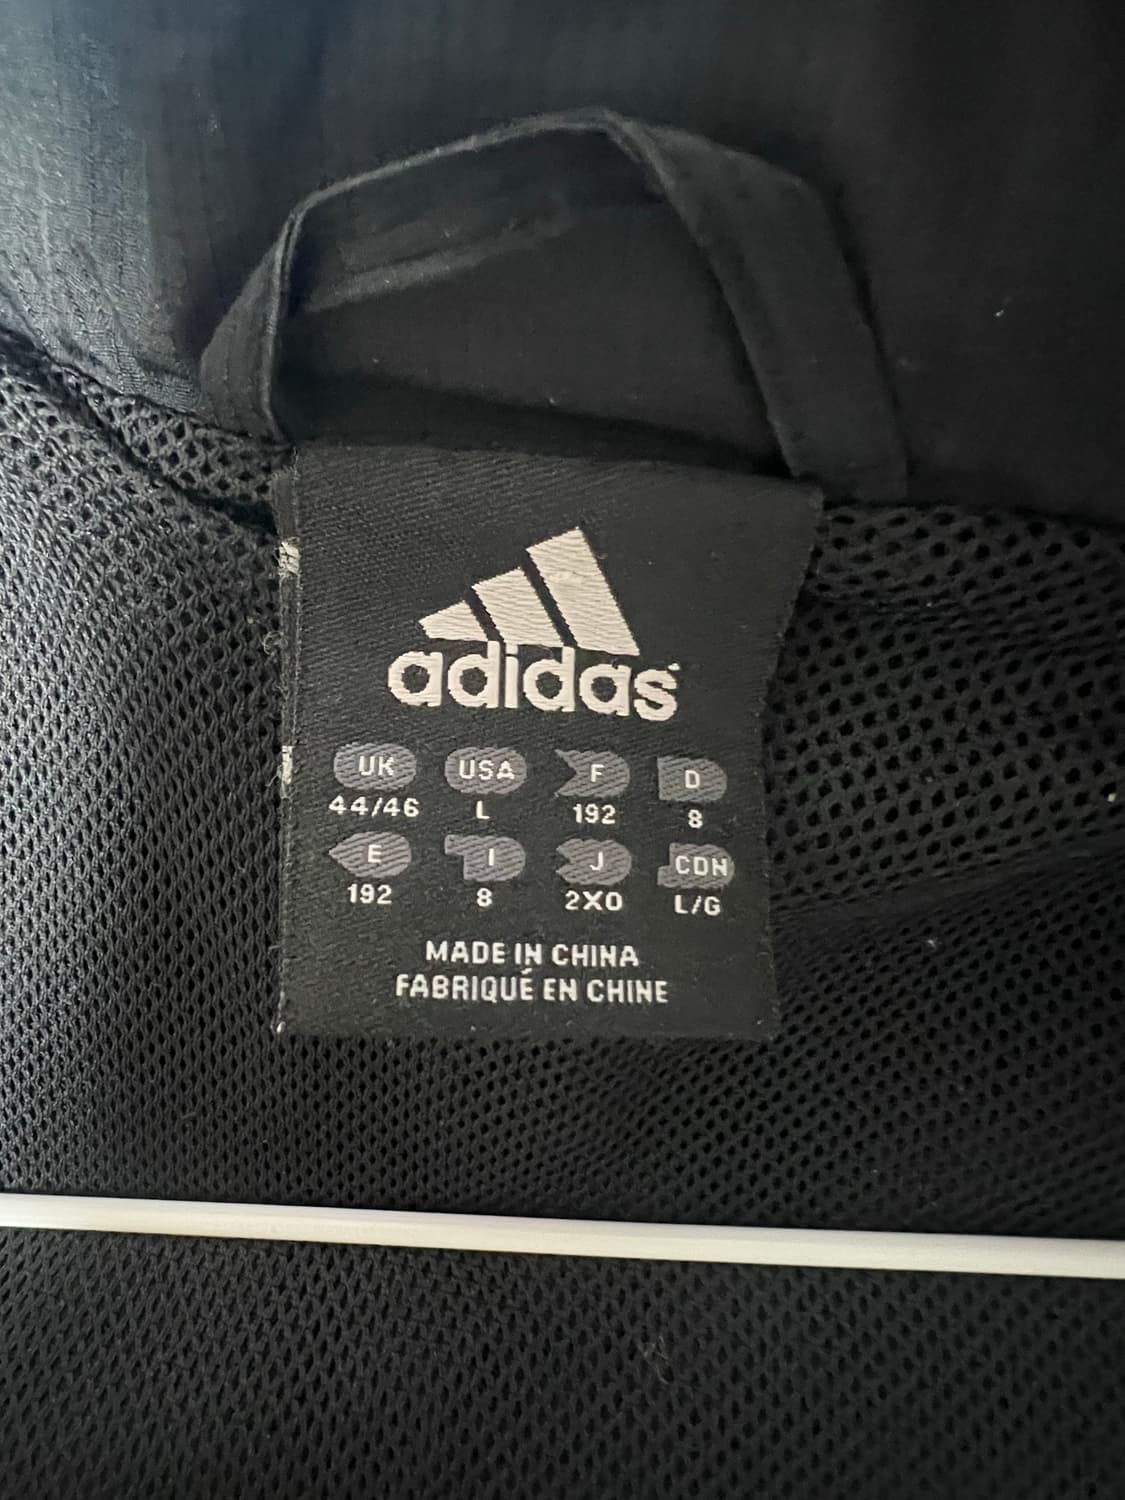 adidas
UK USA F D
44/46 L 192 8
E I J CDN
192 8 2XO L/G
MADE IN CHINA
FABRIQUÉ EN CHINE